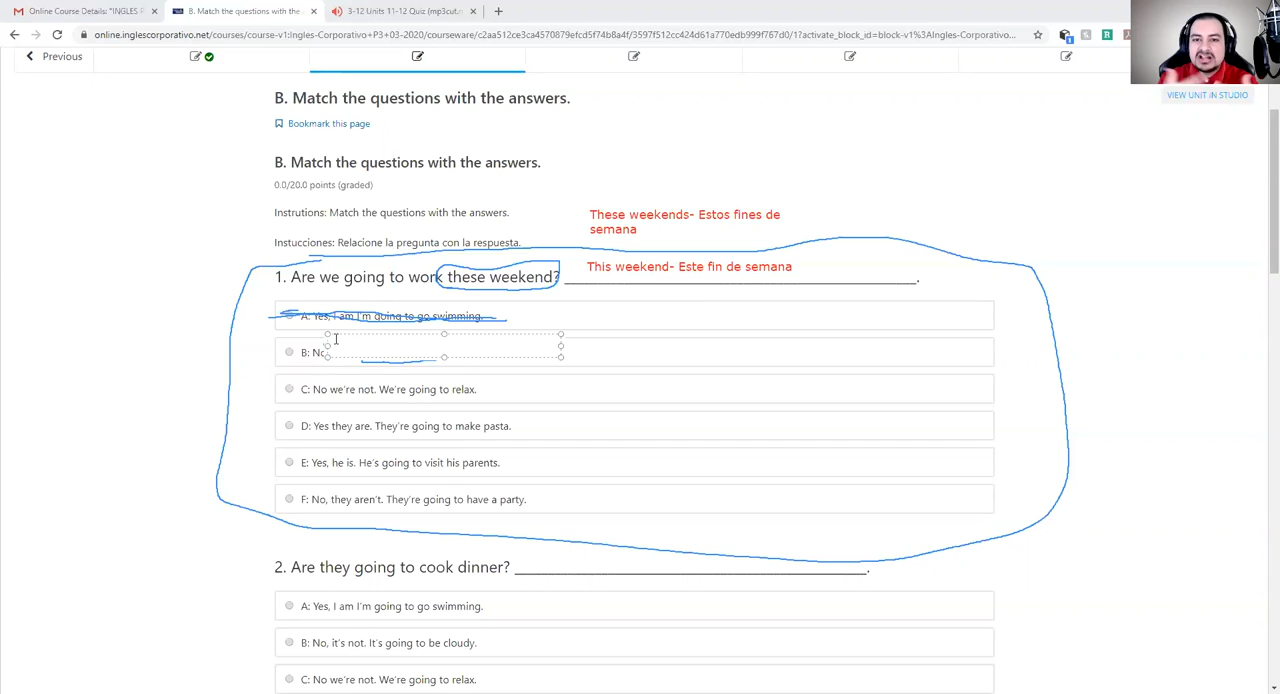 Online Course Details: "INGLES P
B. Match the questions with the
3-12 Units 11-12 Quiz (mp3cut.
online.inglescorporativo.net/courses/course-v1:Ingles-Corporativo+P3+03-2020/courseware/c2aa512ce3ca4570879efcd5f74b8a4f/3597f512cc424d61a770edb999f767d0/1?activate_block_id=block-v1%3AIngles-Corporativo...
Previous
VIEW UNIT IN STUDIO
B. Match the questions with the answers.
Bookmark this page
B. Match the questions with the answers.
0.0/20.0 points (graded)
Instrutions: Match the questions with the answers.
These weekends- Estos fines de
semana
Instucciones: Relacione la pregunta con la respuesta.
1. Are we going to work these weekend? ____________________.
This weekend- Este fin de semana
A: Yes, I am I'm going to go swimming.
B: No
C: No we're not. We're going to relax.
D: Yes they are. They're going to make pasta.
E: Yes, he is. He's going to visit his parents.
F: No, they aren't. They're going to have a party.
2. Are they going to cook dinner? ____________________.
A: Yes, I am I'm going to go swimming.
B: No, it's not. It's going to be cloudy.
C: No we're not. We're going to relax.